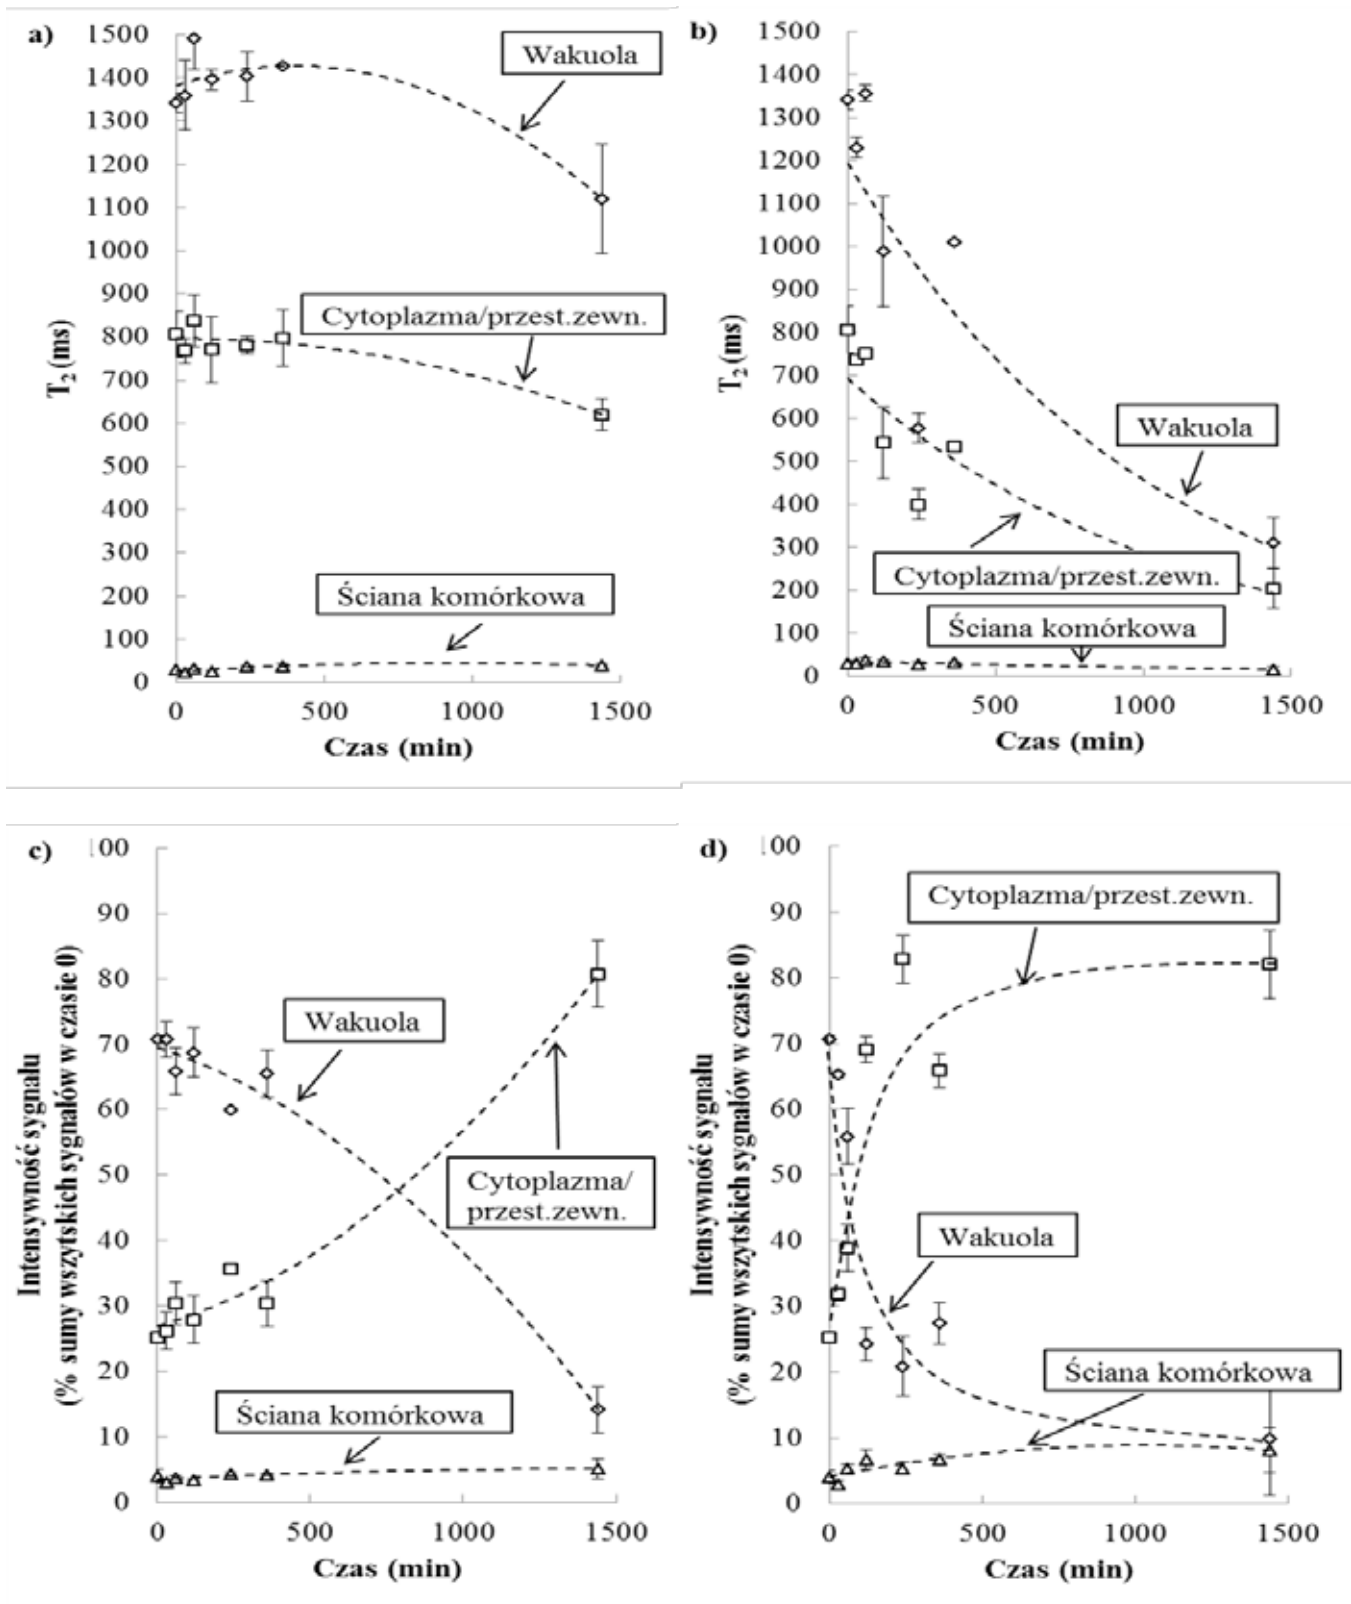 a)
1500
1400
1300
1200
1100
1000
900
800
700
600
500
400
300
200
100
0
T2 (ms)
Wakuola
Cytoplazma/przest.zewn.
Ściana komórkowa
0 500 1000 1500
Czas (min)
b)
1500
1400
1300
1200
1100
1000
900
800
700
600
500
400
300
200
100
0
T2 (ms)
Wakuola
Cytoplazma/przest.zewn.
Ściana komórkowa
0 500 1000 1500
Czas (min)
c)
100
90
80
70
60
50
40
30
20
10
0
Intensywność sygnału
(% sumy wszytskich sygnałów w czasie 0)
Wakuola
Cytoplazma/
przest.zewn.
Ściana komórkowa
0 500 1000 1500
Czas (min)
d)
100
90
80
70
60
50
40
30
20
10
0
Intensywność sygnału
(% sumy wszytskich sygnałów w czasie 0)
Cytoplazma/przest.zewn.
Wakuola
Ściana komórkowa
0 500 1000 1500
Czas (min)